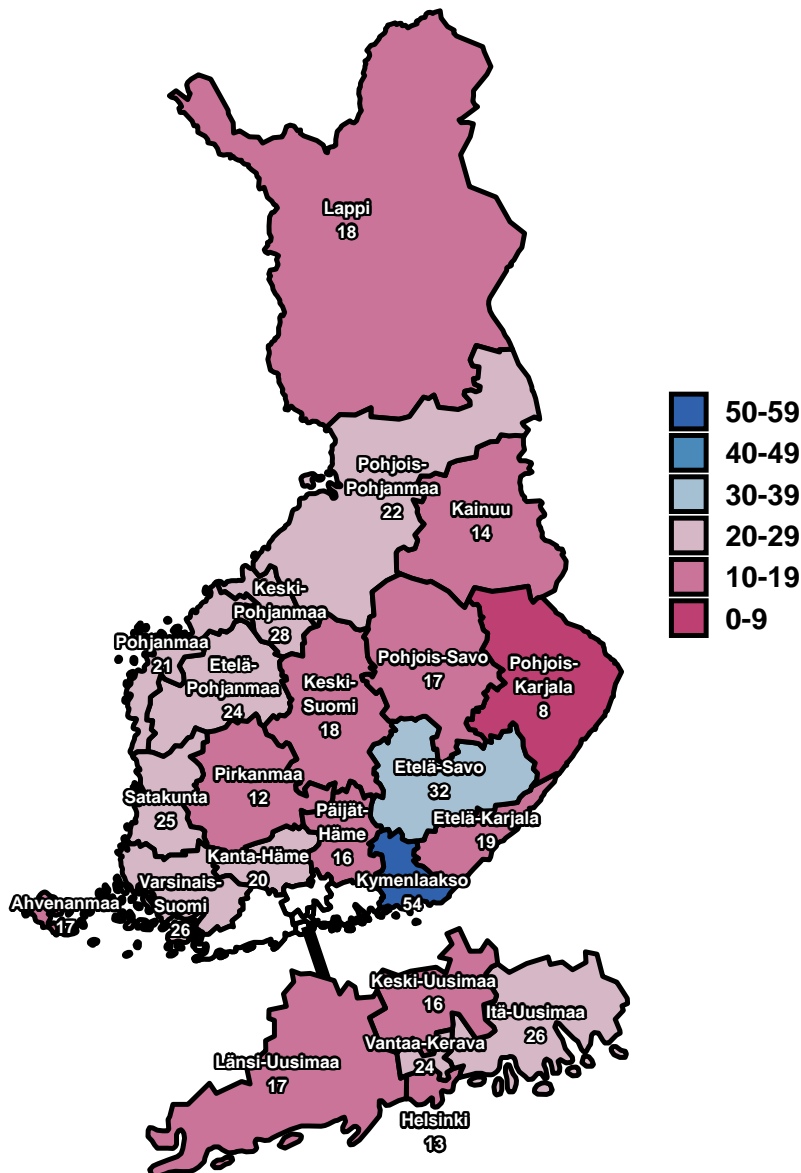 Lappi
18
50-59
40-49
30-39
20-29
10-19
0-9
Pohjois-
Pohjanmaa
22
Kainuu
14
Keski-
Pohjanmaa
28
Pohjanmaa
21
Etelä-
Pohjanmaa
24
Keski-
Suomi
18
Pohjois-Savo
17
Pohjois-
Karjala
8
Etelä-Savo
32
Pirkanmaa
12
Satakunta
25
Päijät-
Häme
16
Etelä-Karjala
19
Kanta-Häme
20
Kymenlaakso
54
Varsinais-
Suomi
26
Ahvenanmaa
17
Keski-Uusimaa
16
Itä-Uusimaa
26
Vantaa-Kerava
24
Länsi-Uusimaa
17
Helsinki
13